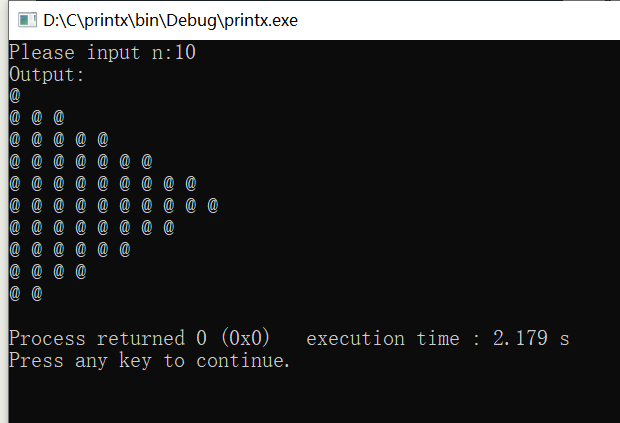 D:\C\printx\bin\Debug\printx.exe
Please input n:10
Output:
@
@ @ @
@ @ @ @ @
@ @ @ @ @ @ @
@ @ @ @ @ @ @ @ @
@ @ @ @ @ @ @ @ @ @
@ @ @ @ @ @ @ @
@ @ @ @ @ @
@ @ @ @
@ @
Process returned 0 (0x0)   execution time : 2.179 s
Press any key to continue.